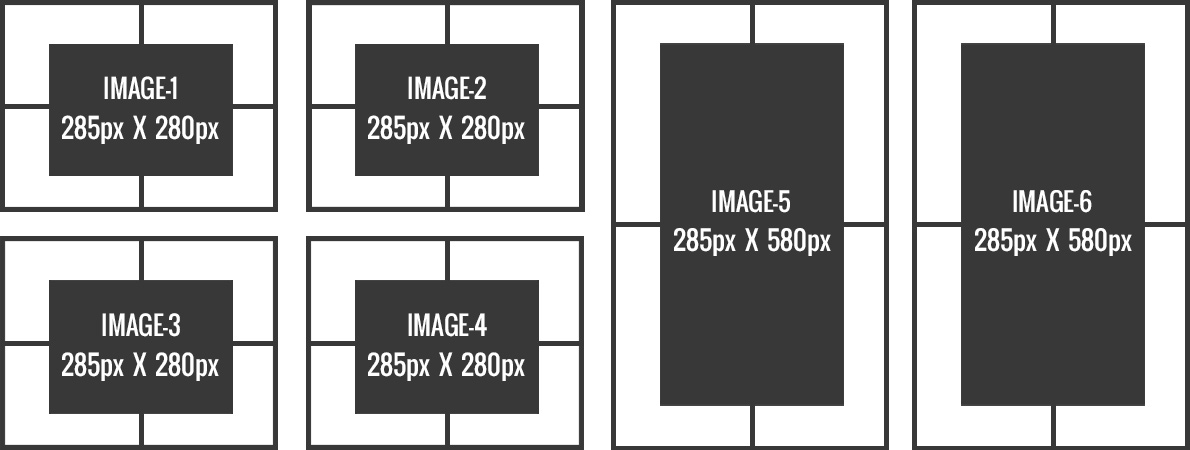 IMAGE-1
285px X 280px
IMAGE-2
285px X 280px
IMAGE-3
285px X 280px
IMAGE-4
285px X 280px
IMAGE-5
285px X 580px
IMAGE-6
285px X 580px